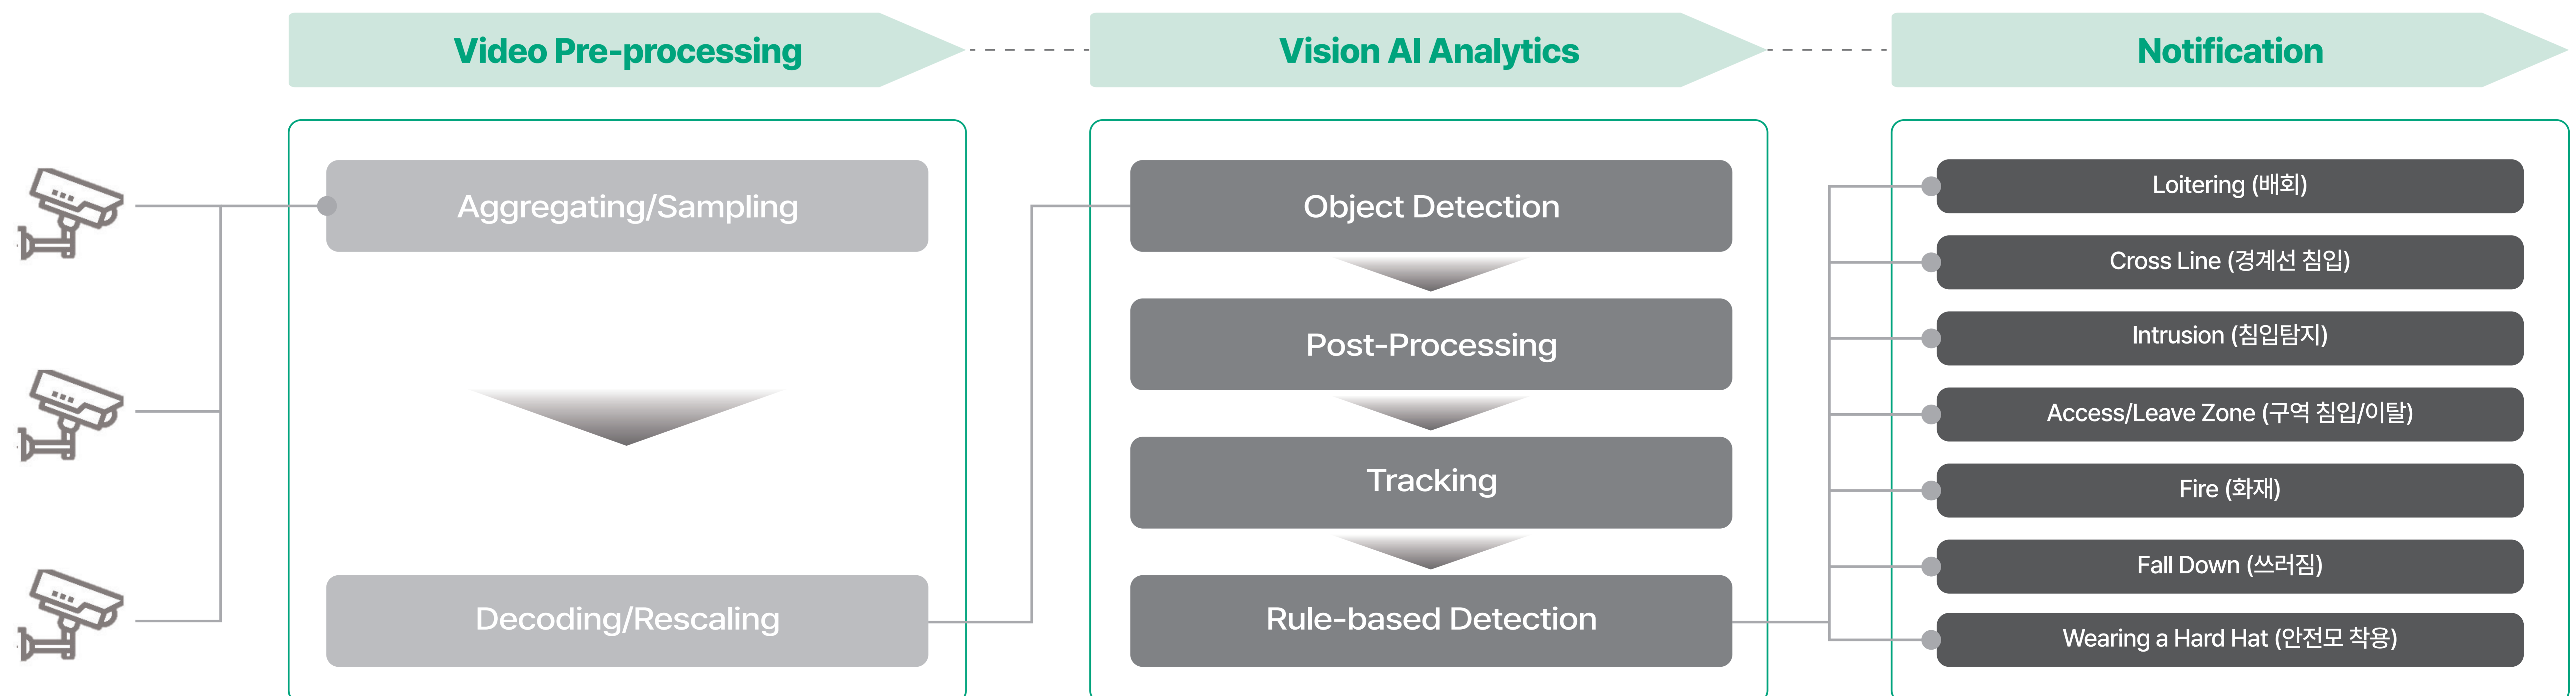 Video Pre-processing
Vision AI Analytics
Notification
Aggregating/Sampling
Decoding/Rescaling
Object Detection
Post-Processing
Tracking
Rule-based Detection
Loitering (배회)
Cross Line (경계선 침입)
Intrusion (침입탐지)
Access/Leave Zone (구역 침입/이탈)
Fire (화재)
Fall Down (쓰러짐)
Wearing a Hard Hat (안전모 착용)